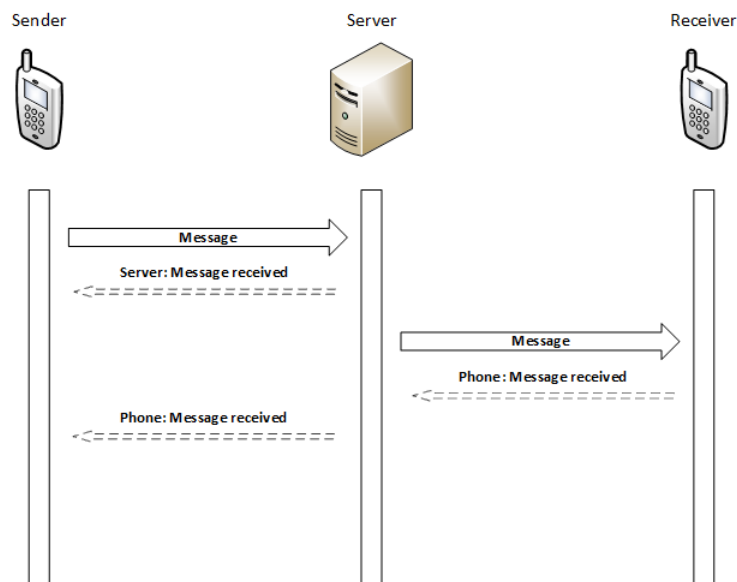 Sender
Server
Receiver
Message
Server: Message received
Message
Phone: Message received
Phone: Message received